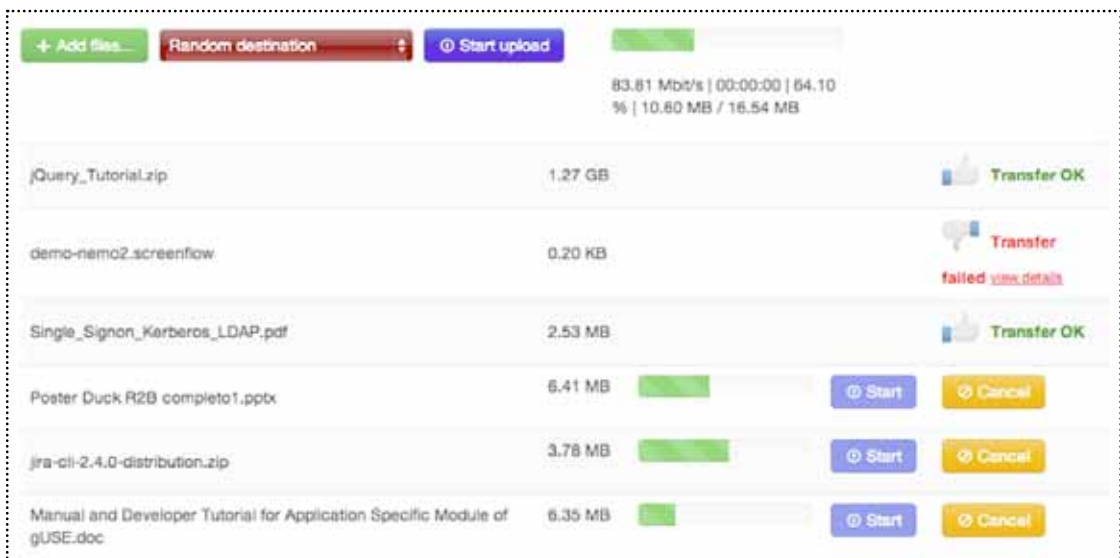 + Add files... Random destination Start upload
83.81 Mbit/s | 00:00:00 | 64.10
% | 10.60 MB / 16.54 MB
jQuery_Tutorial.zip 1.27 GB Transfer OK
demo-nemo2.screenflow 0.20 KB Transfer
failed view details
Single_Signon_Kerberos_LDAP.pdf 2.53 MB Transfer OK
Poster Duck R2B completo1.pptx 6.41 MB Start Cancel
jira-cli-2.4.0-distribution.zip 3.78 MB Start Cancel
Manual and Developer Tutorial for Application Specific Module of 6.35 MB Start Cancel
gUSE.doc